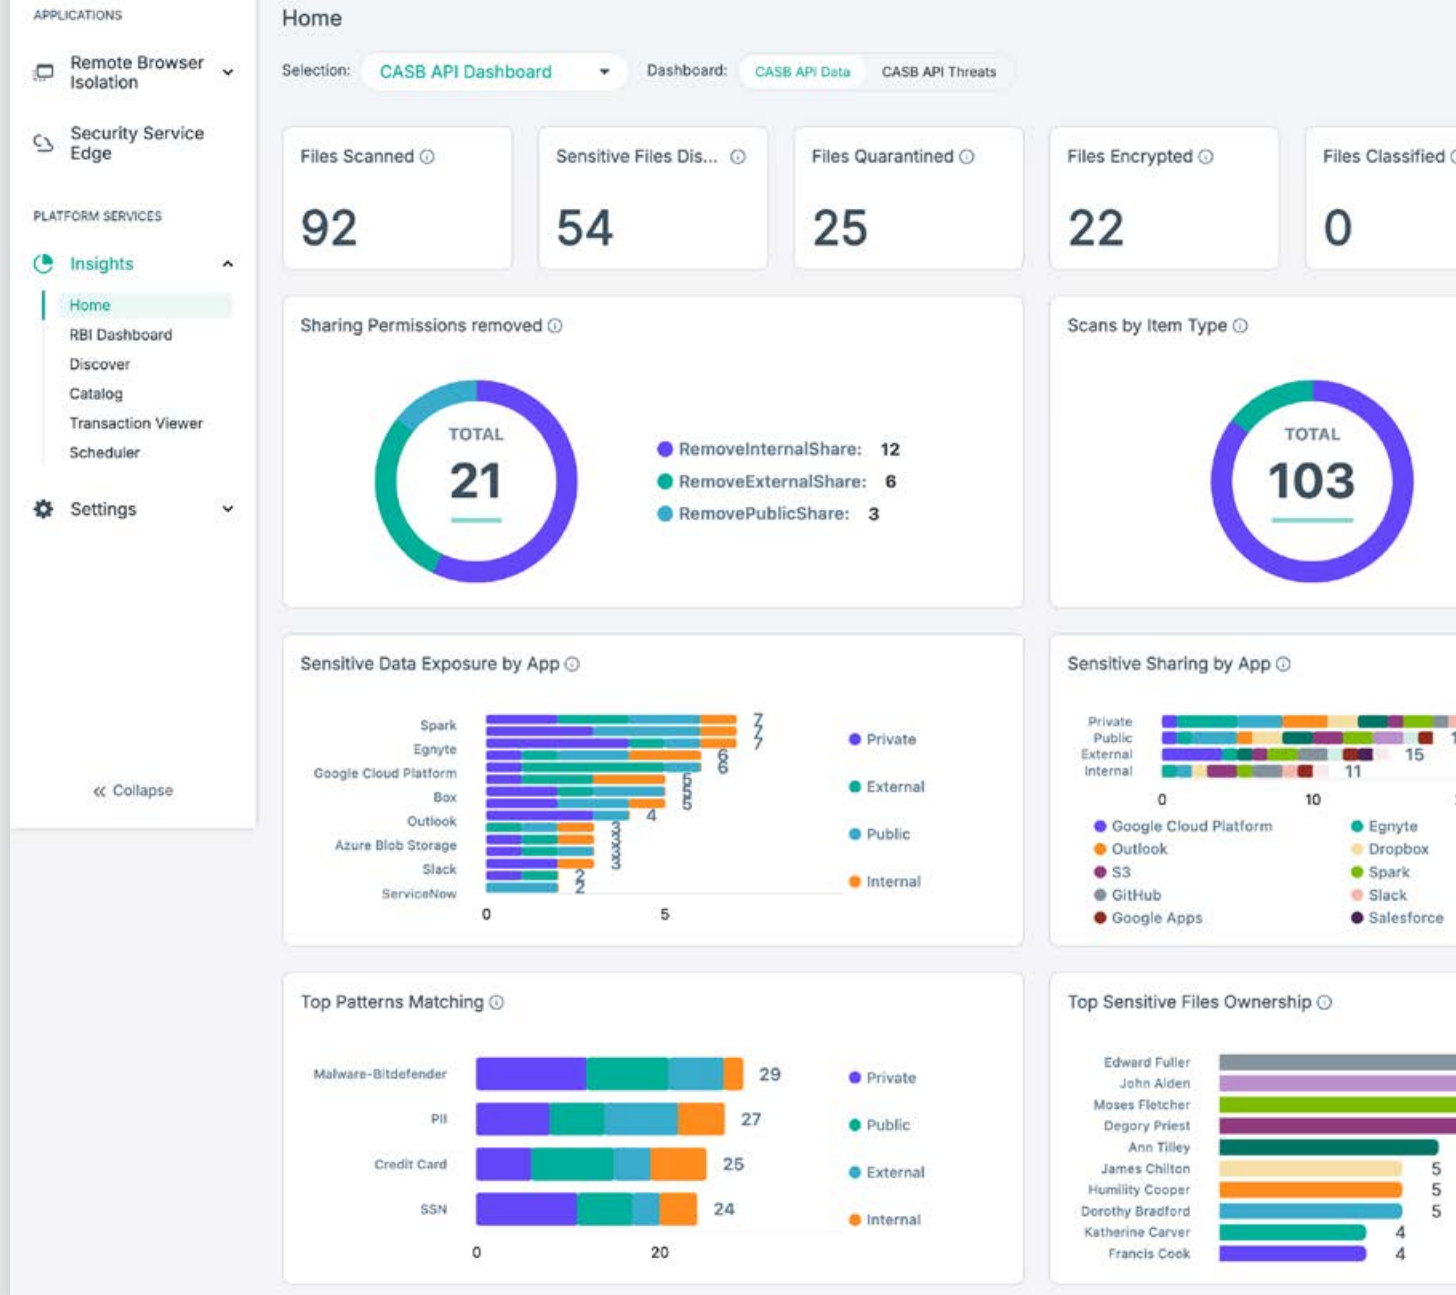 APPLICATIONS
Remote Browser
Isolation
Security Service
Edge
PLATFORM SERVICES
Insights
Home
RBI Dashboard
Discover
Catalog
Transaction Viewer
Scheduler
Settings
« Collapse
Home
Selection: CASB API Dashboard Dashboard: CASB API Data CASB API Threats
Files Scanned
92
Sensitive Files Dis...
54
Files Quarantined
25
Files Encrypted
22
Files Classified
0
Sharing Permissions removed
TOTAL
21
RemoveInternalShare: 12
RemoveExternalShare: 6
RemovePublicShare: 3
Scans by Item Type
TOTAL
103
Sensitive Data Exposure by App
Spark
Egnyte
Google Cloud Platform
Box
Outlook
Azure Blob Storage
Slack
ServiceNow
7
7
7
6
6
5
5
5
4
3
3
3
3
2
2
0 5
Private
External
Public
Internal
Sensitive Sharing by App
Private
Public
External 15
Internal 11
0 10
Google Cloud Platform
Egnyte
Outlook
Dropbox
S3
Spark
GitHub
Slack
Google Apps
Salesforce
Top Patterns Matching
Malware-Bitdefender 29
PII 27
Credit Card 25
SSN 24
0 20
Private
Public
External
Internal
Top Sensitive Files Ownership
Edward Fuller
John Alden
Moses Fletcher
Degory Priest
Ann Tilley
James Chilton 5
Humility Cooper 5
Dorothy Bradford 5
Katherine Carver 4
Francis Cook 4